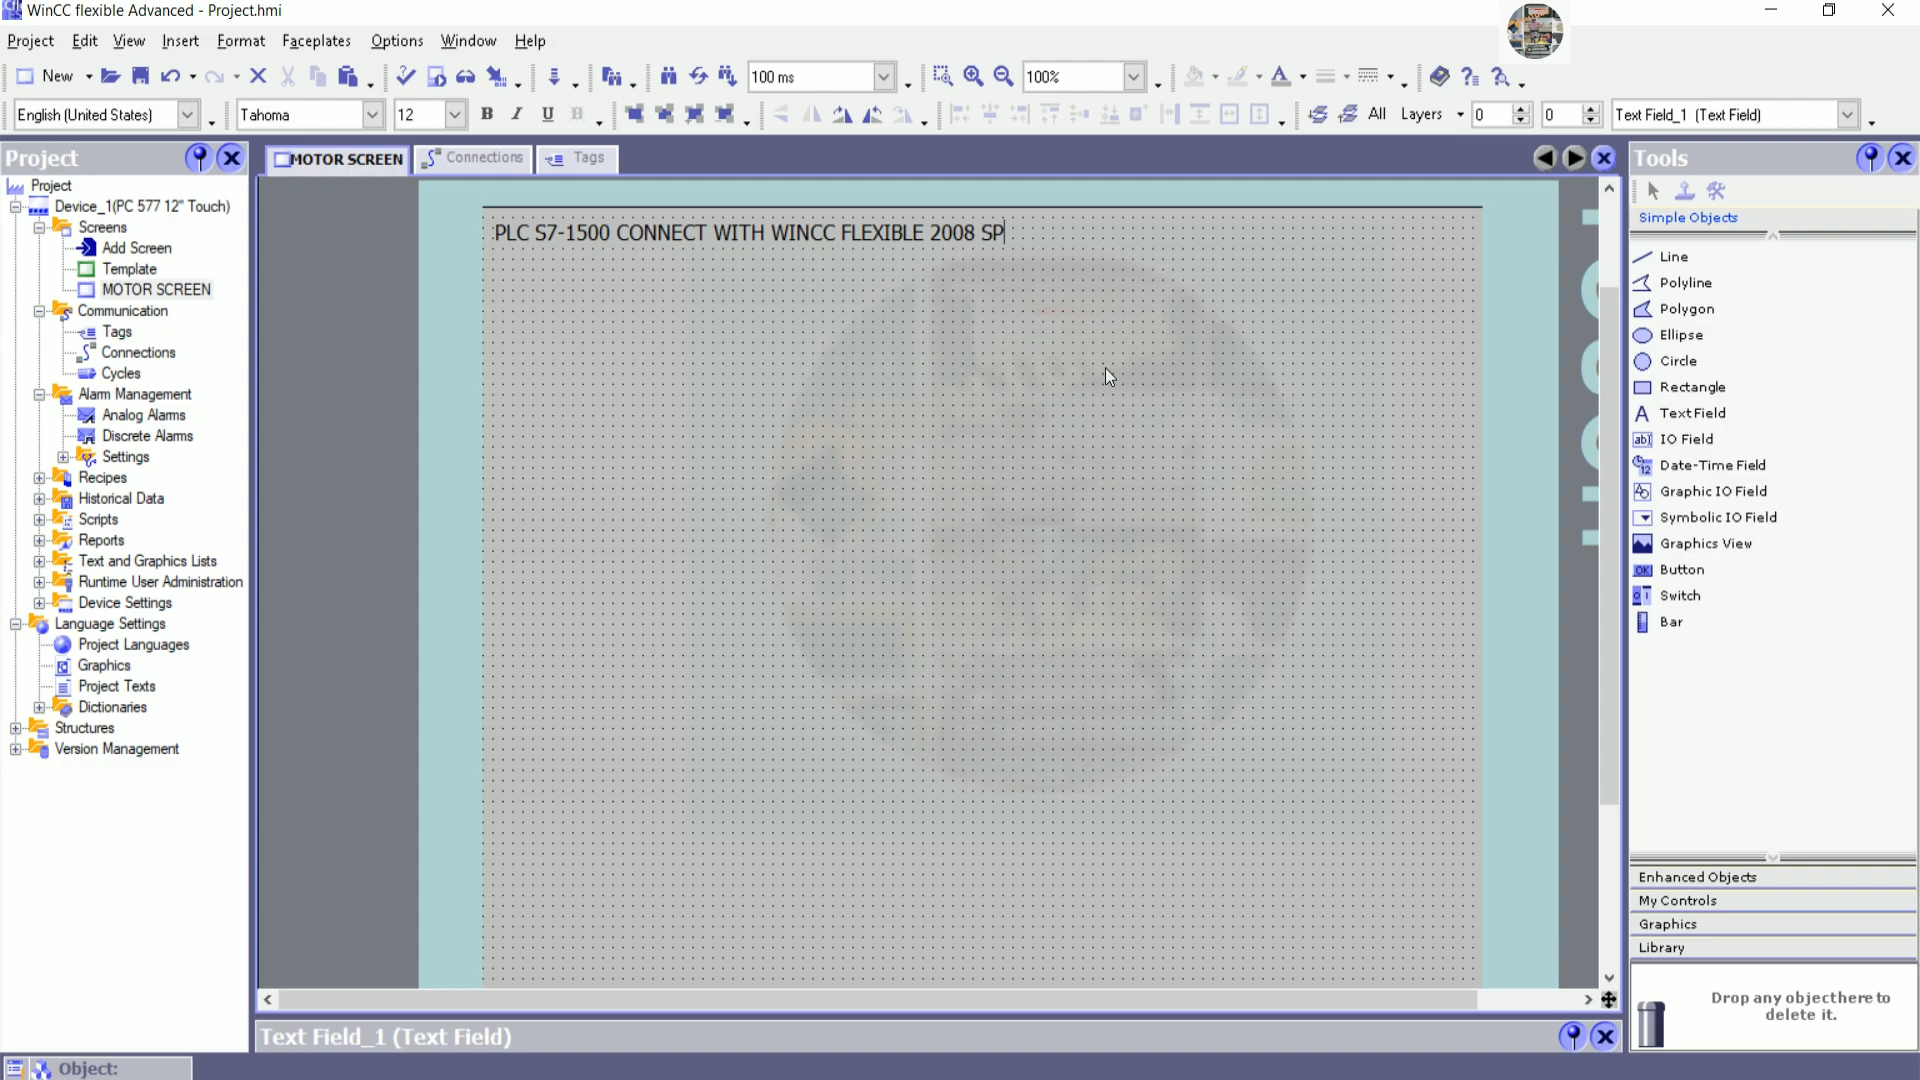 WinCC flexible Advanced - Project.hmi
Project Edit View Insert Format Faceplates Options Window Help
New 100 ms 100%
English (United States) Tahoma 12 B I U B All Layers 0 0 Text Field_1 (Text Field)
Project
Project
Device_1(PC 577 12" Touch)
Screens
Add Screen
Template
MOTOR SCREEN
Communication
Tags
Connections
Cycles
Alarm Management
Analog Alarms
Discrete Alarms
Settings
Recipes
Historical Data
Scripts
Reports
Text and Graphics Lists
Runtime User Administration
Device Settings
Language Settings
Project Languages
Graphics
Project Texts
Dictionaries
Structures
Version Management
MOTOR SCREEN Connections Tags
PLC S7-1500 CONNECT WITH WINCC FLEXIBLE 2008 SP
Text Field_1 (Text Field)
Tools
Simple Objects
Line
Polyline
Polygon
Ellipse
Circle
Rectangle
Text Field
IO Field
Date-Time Field
Graphic IO Field
Symbolic IO Field
Graphics View
Button
Switch
Bar
Enhanced Objects
My Controls
Graphics
Library
Drop any object here to
delete it.
Object: